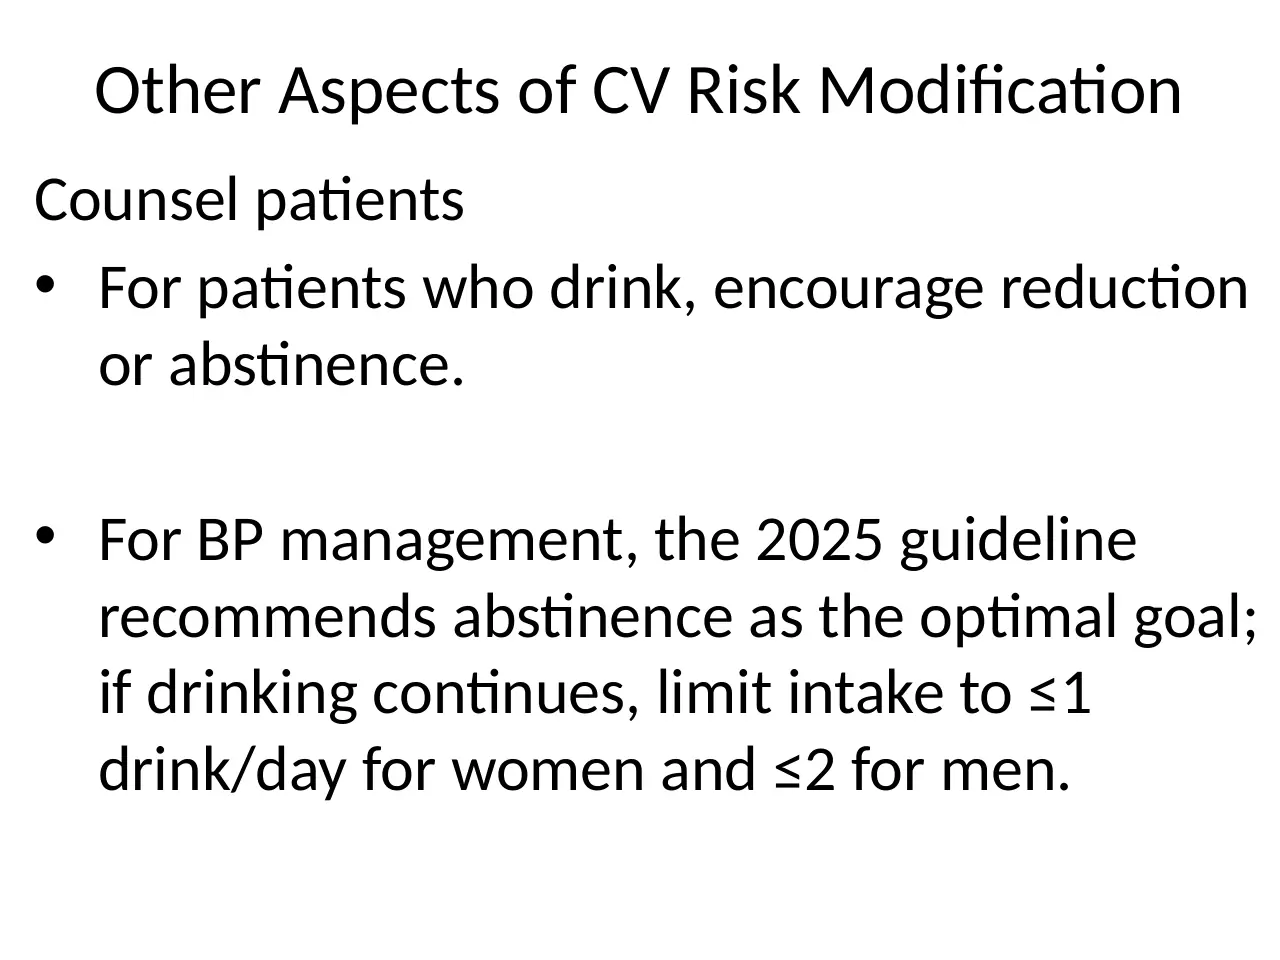 Other Aspects of CV Risk Modification
Counsel patients
• For patients who drink, encourage reduction
or abstinence.
• For BP management, the 2025 guideline
recommends abstinence as the optimal goal;
if drinking continues, limit intake to ≤1
drink/day for women and ≤2 for men.